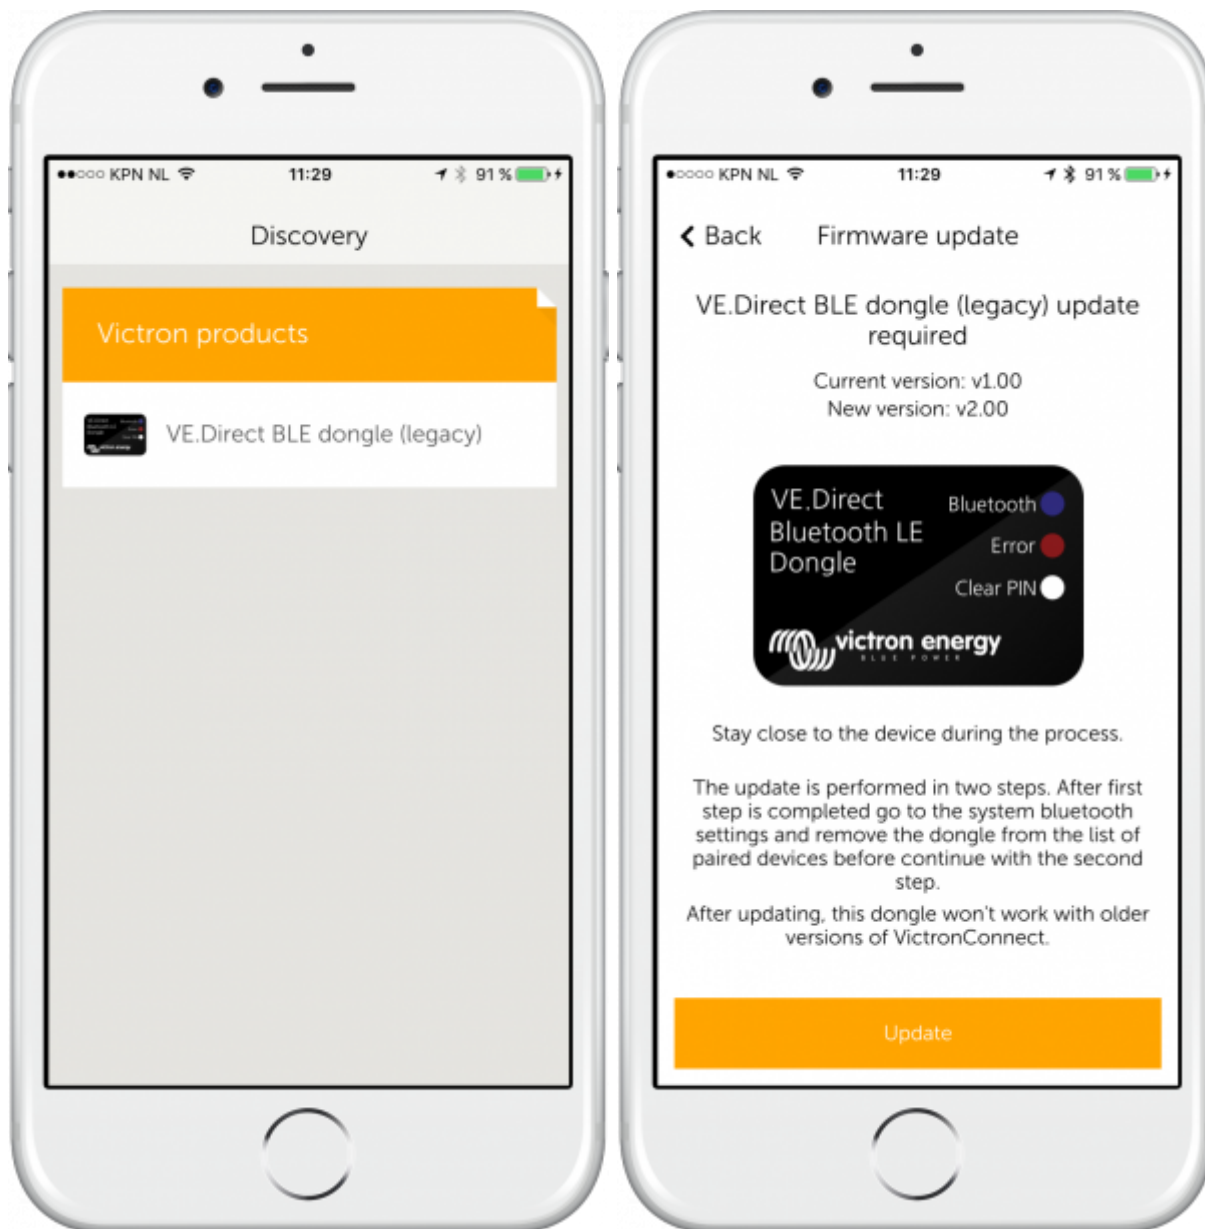 KPN NL 11:29 91 %
Discovery
Victron products
VE.Direct BLE dongle (legacy)
KPN NL 11:29 91 %
Back Firmware update
VE.Direct BLE dongle (legacy) update
required
Current version: v1.00
New version: v2.00
VE.Direct
Bluetooth LE
Dongle
Bluetooth
Error
Clear PIN
victron energy
BLUE POWER
Stay close to the device during the process.
The update is performed in two steps. After first
step is completed go to the system bluetooth
settings and remove the dongle from the list of
paired devices before continue with the second
step.
After updating, this dongle won't work with older
versions of VictronConnect.
Update